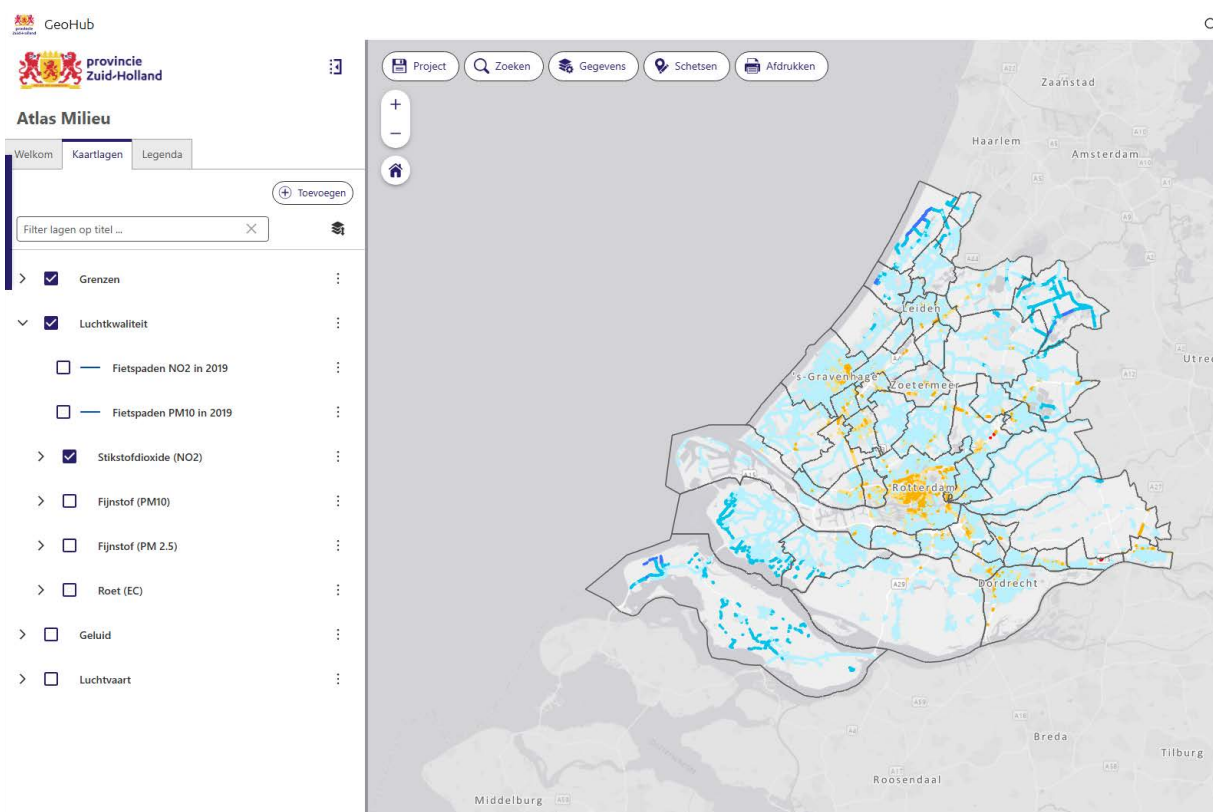 GeoHub
provincie
Zuid-Holland
Atlas Milieu
Welkom
Kaartlagen
Legenda
Toevoegen
Filter lagen op titel ...
Grenzen
Luchtkwaliteit
Fietspaden NO2 in 2019
Fietspaden PM10 in 2019
Stikstofdioxide (NO2)
Fijnstof (PM10)
Fijnstof (PM 2.5)
Roet (EC)
Geluid
Luchtvaart
Project
Zoeken
Gegevens
Schetsen
Afdrukken
Zaanstad
Haarlem
Amsterdam
Leiden
's-Gravenhage
Zoetermeer
Utrec
Rotterdam
Dordrecht
A29
Breda
Tilburg
Roosendaal
Middelburg